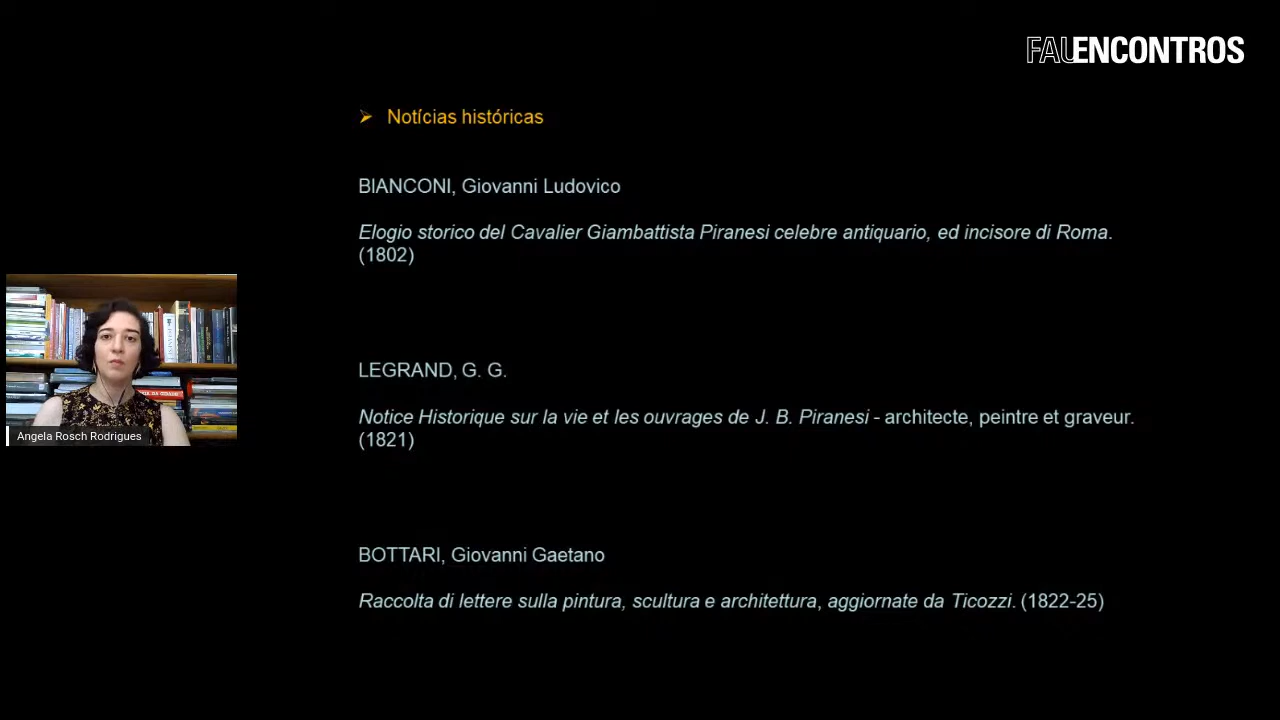 FAUENCONTROS
➢ Notícias históricas
BIANCONI, Giovanni Ludovico
Elogio storico del Cavalier Giambattista Piranesi celebre antiquario, ed incisore di Roma.
(1802)
LEGRAND, G. G.
Notice Historique sur la vie et les ouvrages de J. B. Piranesi - architecte, peintre et graveur.
(1821)
Angela Rosch Rodrigues
BOTTARI, Giovanni Gaetano
Raccolta di lettere sulla pintura, scultura e architettura, aggiornate da Ticozzi. (1822-25)